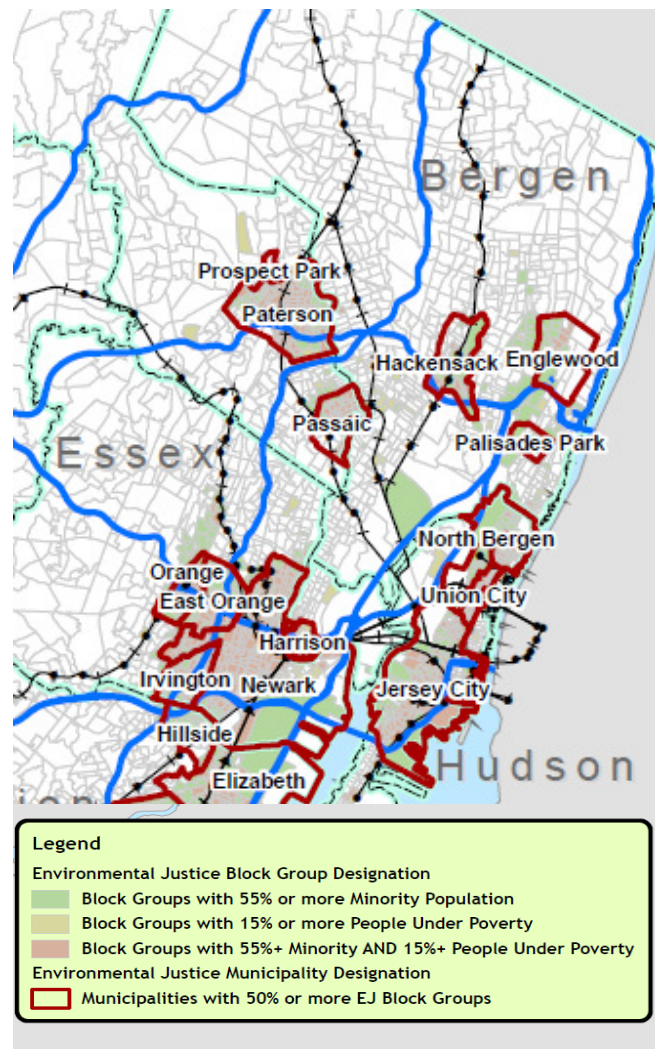 Bergen
Prospect Park
Paterson
Hackensack
Englewood
Passaic
Essex
Palisades Park
North Bergen
Orange
East Orange
Union City
Harrison
Irvington
Newark
Jersey City
Hillside
Elizabeth
Hudson
ion
Legend
Environmental Justice Block Group Designation
Block Groups with 55% or more Minority Population
Block Groups with 15% or more People Under Poverty
Block Groups with 55%+ Minority AND 15%+ People Under Poverty
Environmental Justice Municipality Designation
Municipalities with 50% or more EJ Block Groups